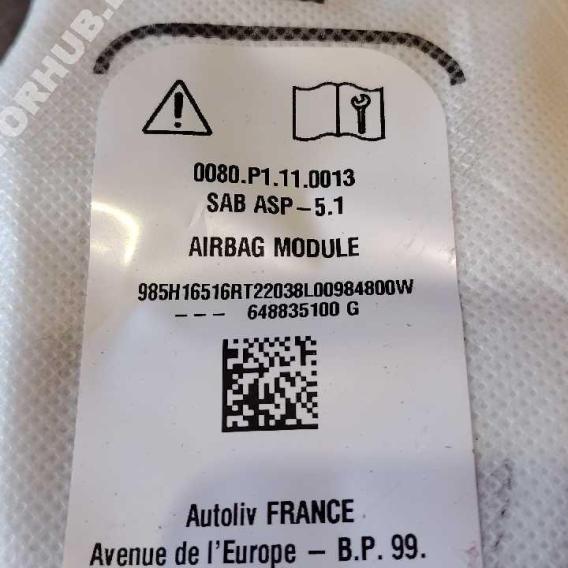 ORHUB.
0080.P1.11.0013
SAB ASP-5.1
AIRBAG MODULE
985H16516RT22038L00984800W
--- 648835100 G
Autoliv FRANCE
Avenue de l'Europe - B.P. 99.